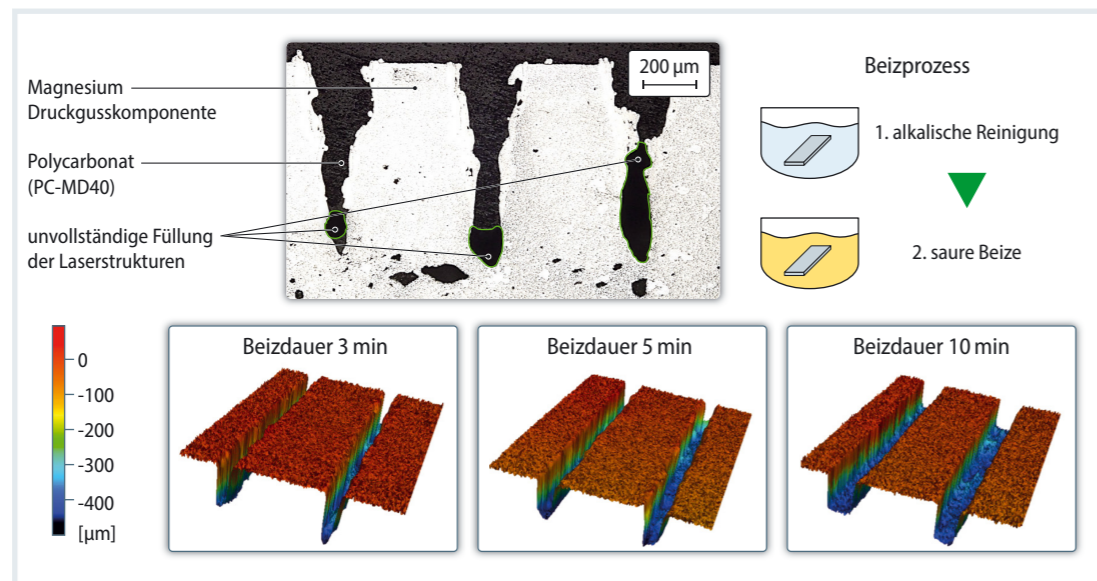 Magnesium
Druckgusskomponente
Polycarbonat
(PC-MD40)
unvollständige Füllung
der Laserstrukturen
200 µm
Beizprozess
1. alkalische Reinigung
2. saure Beize
0
-100
-200
-300
-400
[µm]
Beizdauer 3 min
Beizdauer 5 min
Beizdauer 10 min